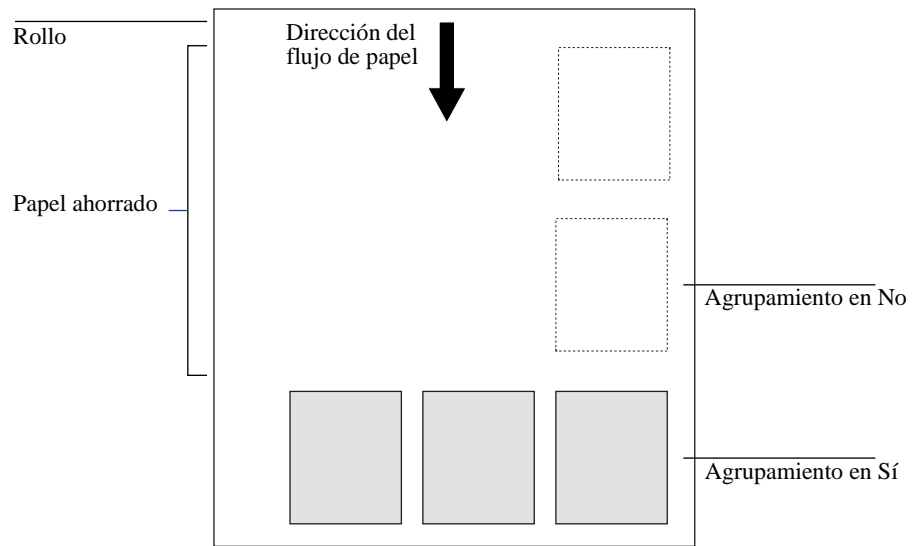 Rollo
Dirección del
flujo de papel
Papel ahorrado
Agrupamiento en No
Agrupamiento en Sí